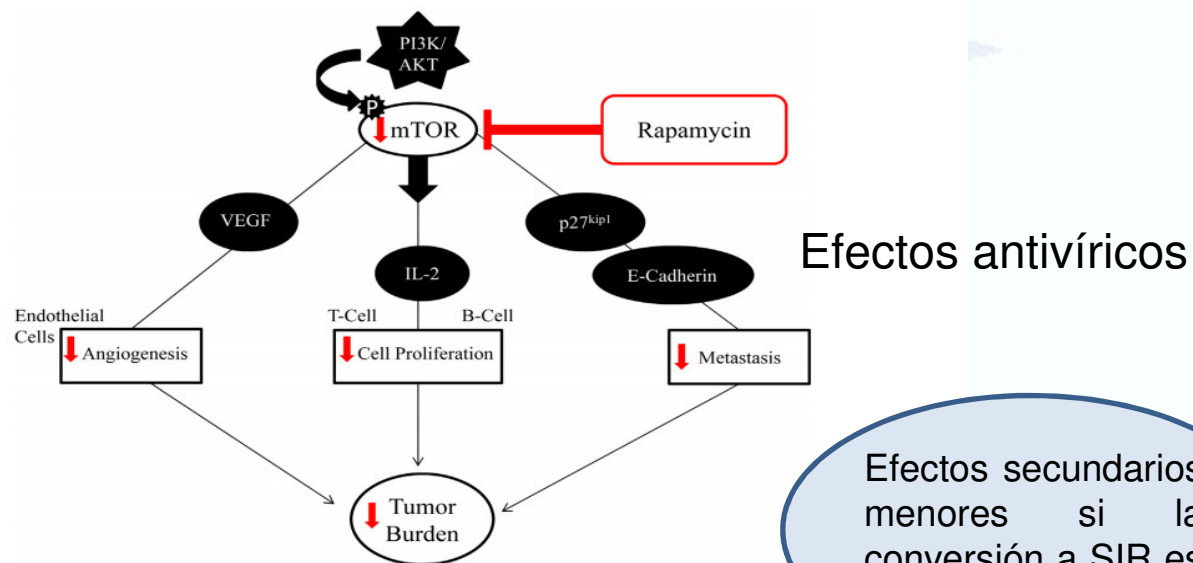 PI3K/
AKT
P
mTOR
Rapamycin
VEGF
p27kip1
IL-2
E-Cadherin
Efectos antivíricos
Endothelial
Cells
T-Cell
B-Cell
Angiogenesis
Cell Proliferation
Metastasis
Efectos secundarios
menores si la
conversión a SIR es
Tumor
Burden